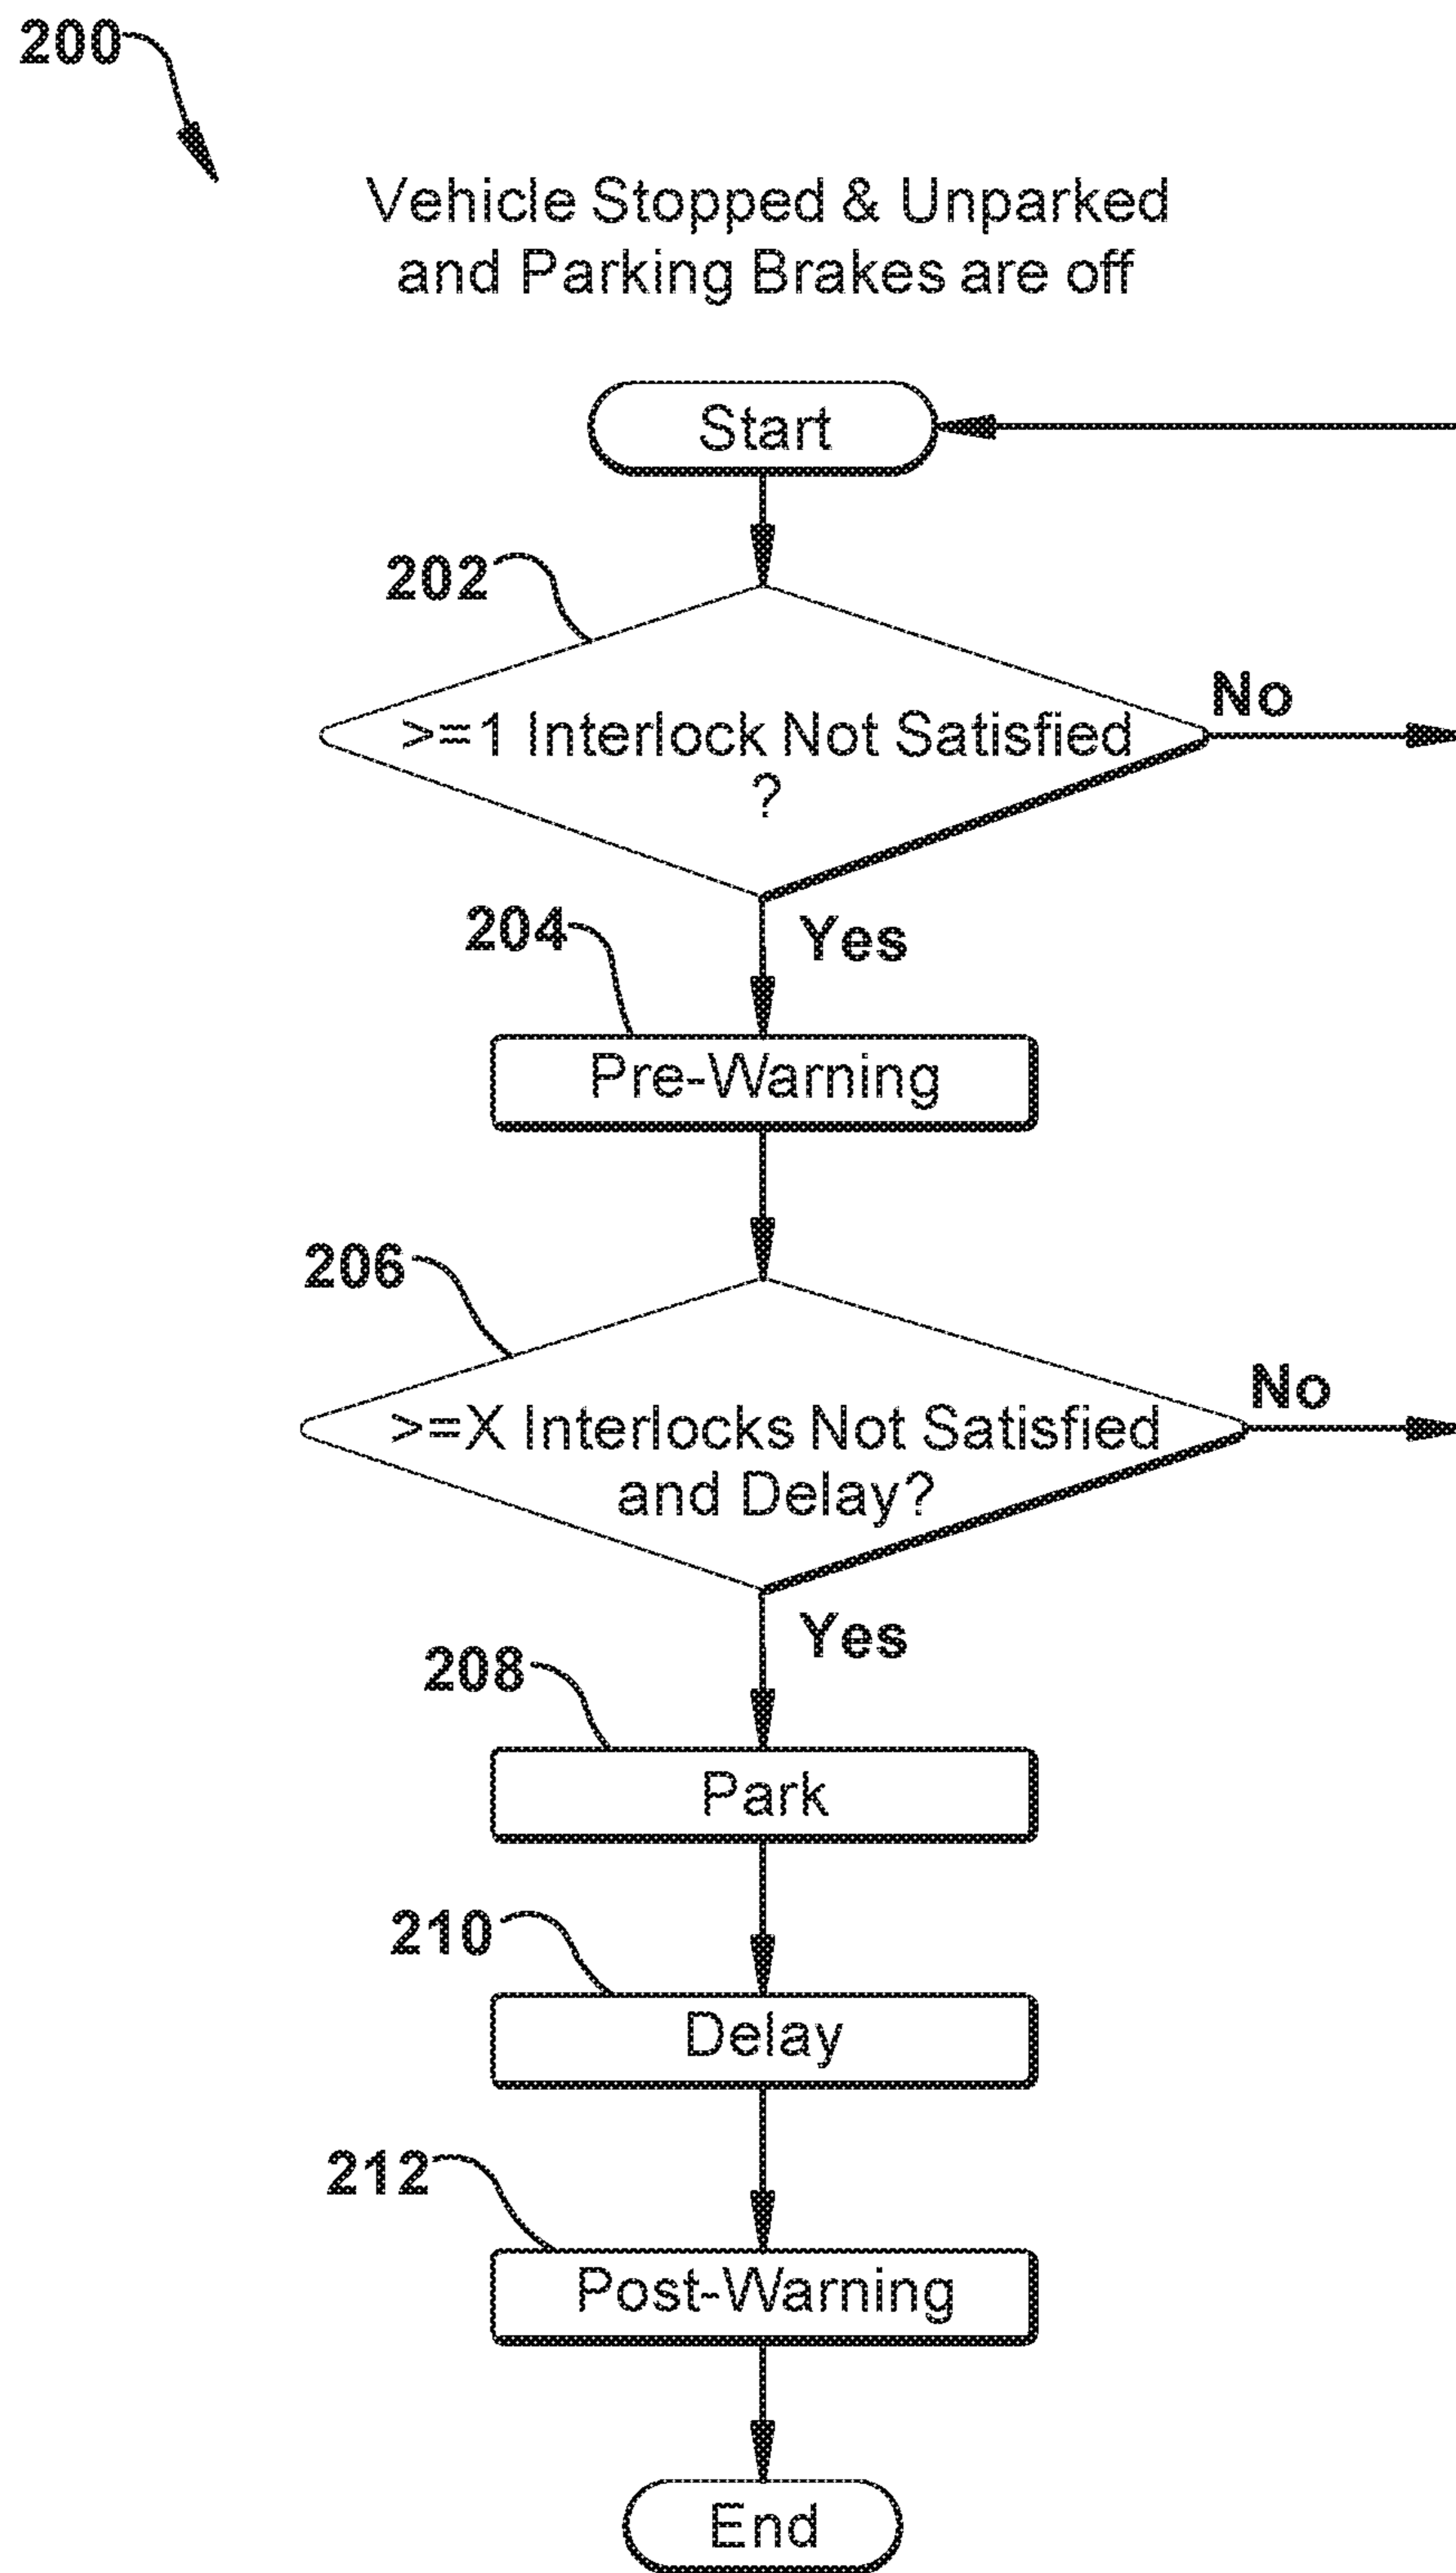 200
Vehicle Stopped & Unparked
and Parking Brakes are off
Start
202
>=1 Interlock Not Satisfied
?
No
Yes
204
Pre-Warning
206
>=X Interlocks Not Satisfied
and Delay?
No
Yes
208
Park
210
Delay
212
Post-Warning
End